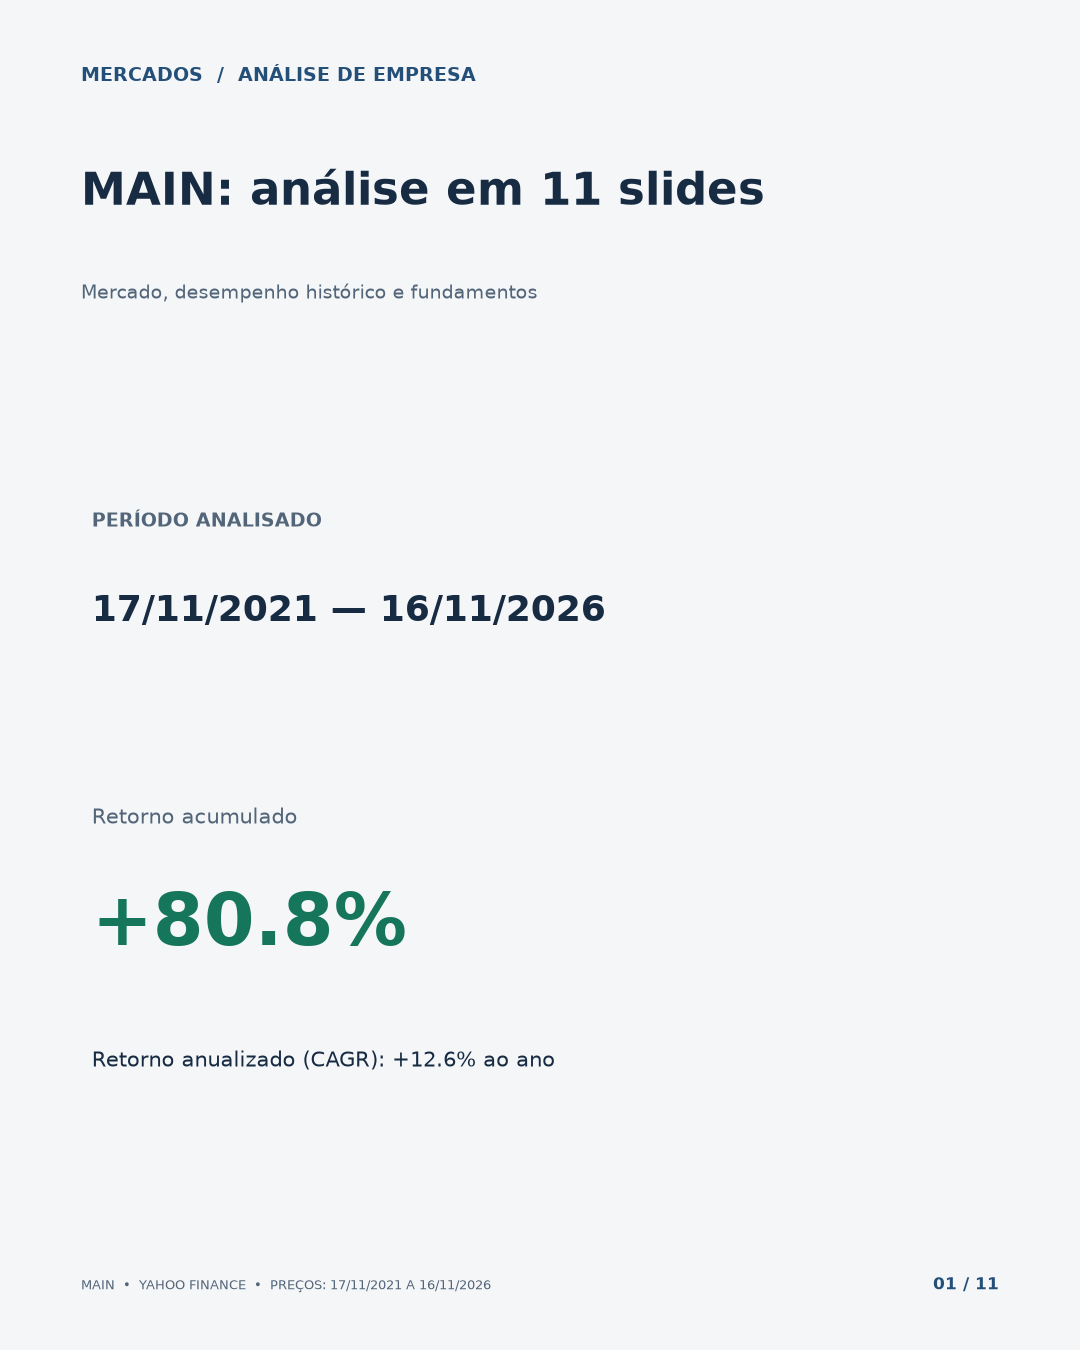 MERCADOS / ANÁLISE DE EMPRESA
MAIN: análise em 11 slides
Mercado, desempenho histórico e fundamentos
PERÍODO ANALISADO
17/11/2021 — 16/11/2026
Retorno acumulado
+80.8%
Retorno anualizado (CAGR): +12.6% ao ano
MAIN • YAHOO FINANCE • PREÇOS: 17/11/2021 A 16/11/2026
01 / 11